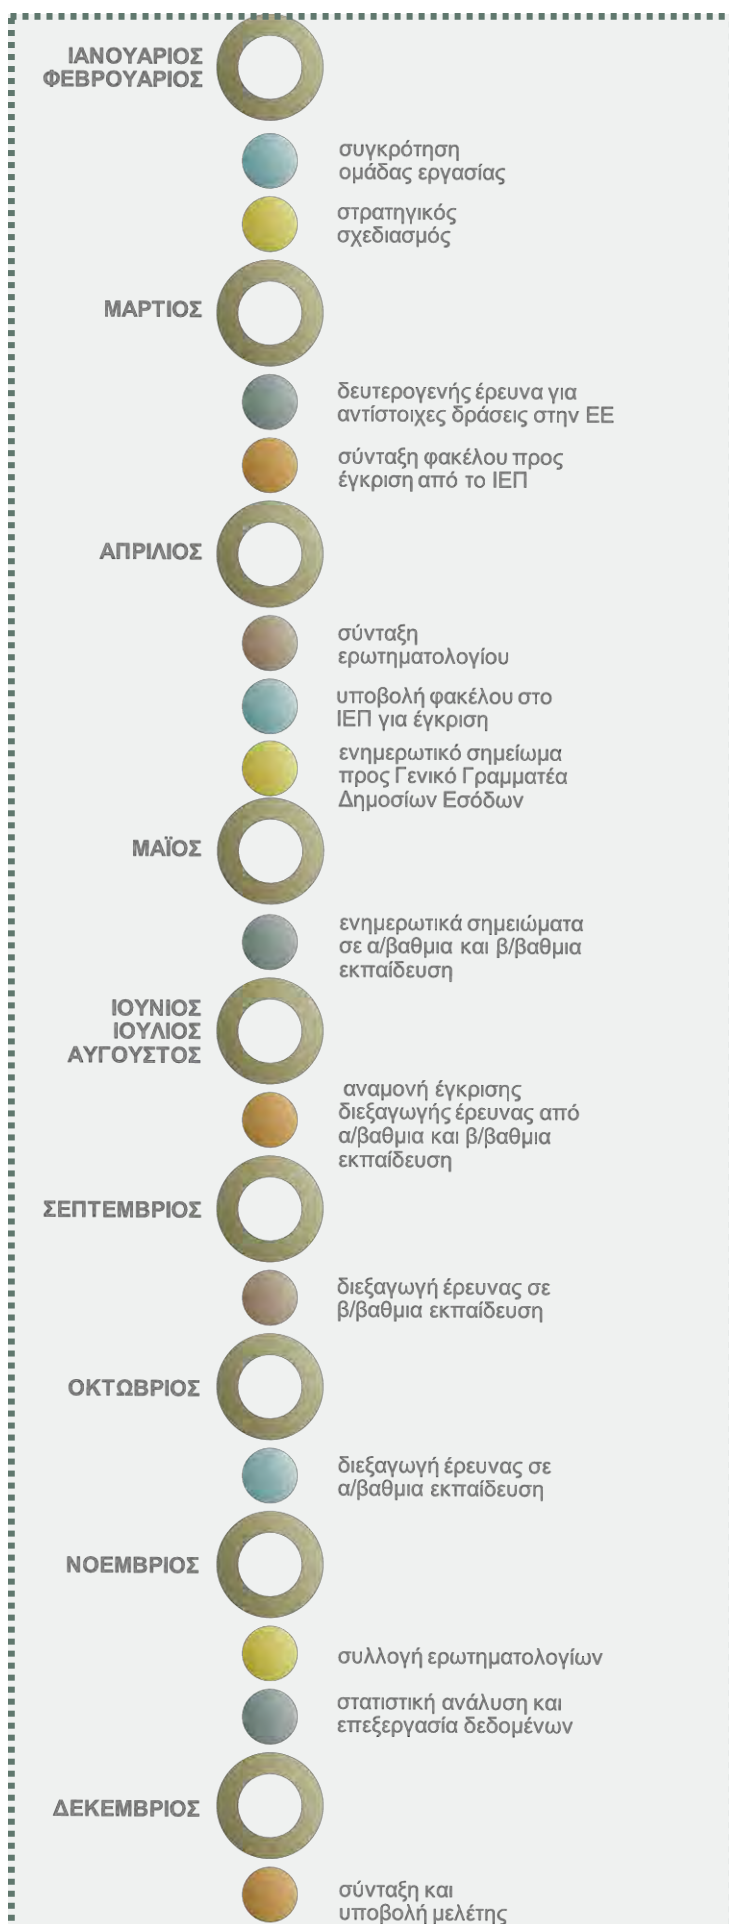 ΙΑΝΟΥΑΡΙΟΣ
ΦΕΒΡΟΥΑΡΙΟΣ
συγκρότηση
ομάδας εργασίας
στρατηγικός
σχεδιασμός
ΜΑΡΤΙΟΣ
δευτερογενής έρευνα για
αντίστοιχες δράσεις στην ΕΕ
σύνταξη φακέλου προς
έγκριση από το ΙΕΠ
ΑΠΡΙΛΙΟΣ
σύνταξη
ερωτηματολογίου
υποβολή φακέλου στο
ΙΕΠ για έγκριση
ενημερωτικό σημείωμα
προς Γενικό Γραμματέα
Δημοσίων Εσόδων
ΜΑΪΟΣ
ενημερωτικά σημειώματα
σε α/βαθμια και β/βαθμια
εκπαίδευση
ΙΟΥΝΙΟΣ
ΙΟΥΛΙΟΣ
ΑΥΓΟΥΣΤΟΣ
αναμονή έγκρισης
διεξαγωγής έρευνας από
α/βαθμια και β/βαθμια
εκπαίδευση
ΣΕΠΤΕΜΒΡΙΟΣ
διεξαγωγή έρευνας σε
β/βαθμια εκπαίδευση
ΟΚΤΩΒΡΙΟΣ
διεξαγωγή έρευνας σε
α/βαθμια εκπαίδευση
ΝΟΕΜΒΡΙΟΣ
συλλογή ερωτηματολογίων
στατιστική ανάλυση και
επεξεργασία δεδομένων
ΔΕΚΕΜΒΡΙΟΣ
σύνταξη και
υποβολή μελέτης